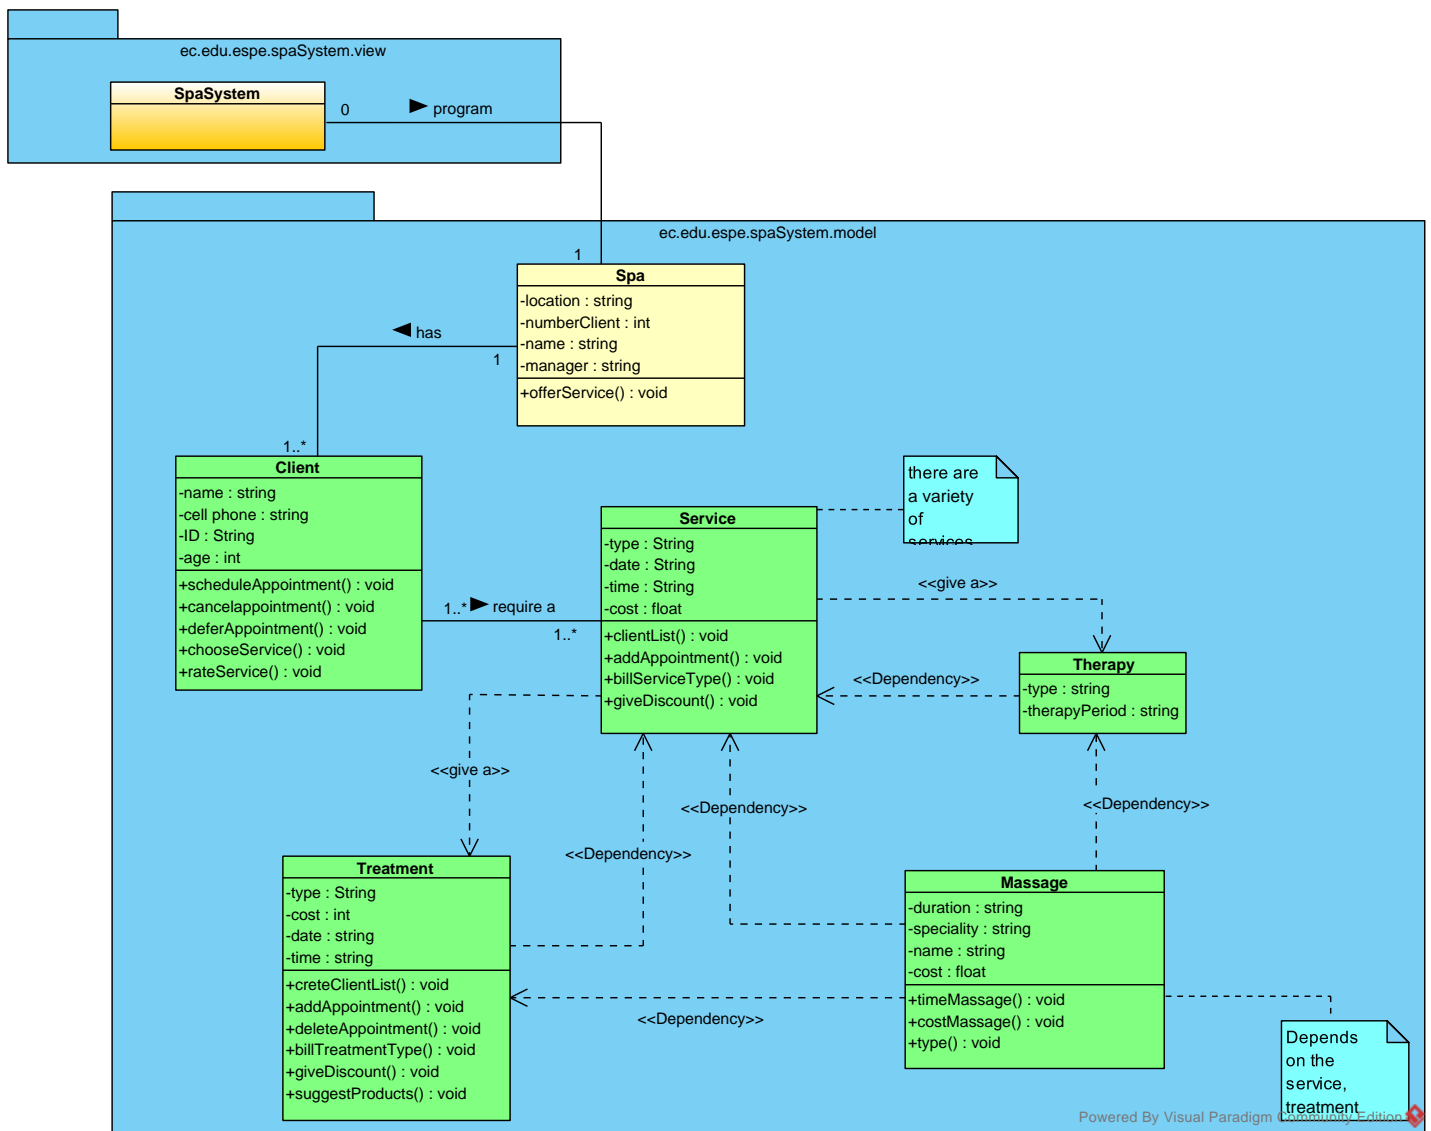 ec.edu.espe.spaSystem.view
SpaSystem
0
program
ec.edu.espe.spaSystem.model
1
Spa
-location : string
-numberClient : int
-name : string
-manager : string
+offerService() : void
has
1
1..*
Client
-name : string
-cell phone : string
-ID : String
-age : int
+scheduleAppointment() : void
+cancelappointment() : void
+deferAppointment() : void
+chooseService() : void
+rateService() : void
1..*
require a
1..*
Service
-type : String
-date : String
-time : String
-cost : float
+clientList() : void
+addAppointment() : void
+billServiceType() : void
+giveDiscount() : void
there are
a variety
of
services
<<give a>>
Therapy
-type : string
-therapyPeriod : string
<<Dependency>>
<<give a>>
<<Dependency>>
<<Dependency>>
<<Dependency>>
Treatment
-type : String
-cost : int
-date : string
-time : string
+creteClientList() : void
+addAppointment() : void
+deleteAppointment() : void
+billTreatmentType() : void
+giveDiscount() : void
+suggestProducts() : void
<<Dependency>>
Massage
-duration : string
-speciality : string
-name : string
-cost : float
+timeMassage() : void
+costMassage() : void
+type() : void
Depends
on the
service,
treatment
Powered By Visual Paradigm Community Edition